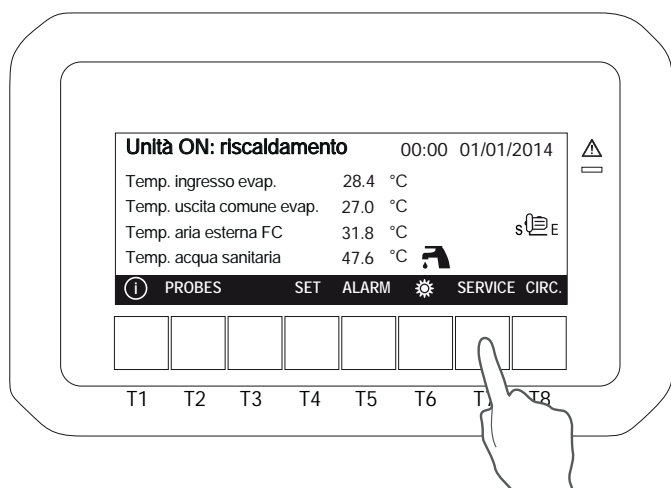 Unità ON: riscaldamento 00:00 01/01/2014
Temp. ingresso evap. 28.4 °C
Temp. uscita comune evap. 27.0 °C
Temp. aria esterna FC 31.8 °C
S E
Temp. acqua sanitaria 47.6 °C
i PROBES SET ALARM SERVICE CIRC.
T1 T2 T3 T4 T5 T6 T7 T8